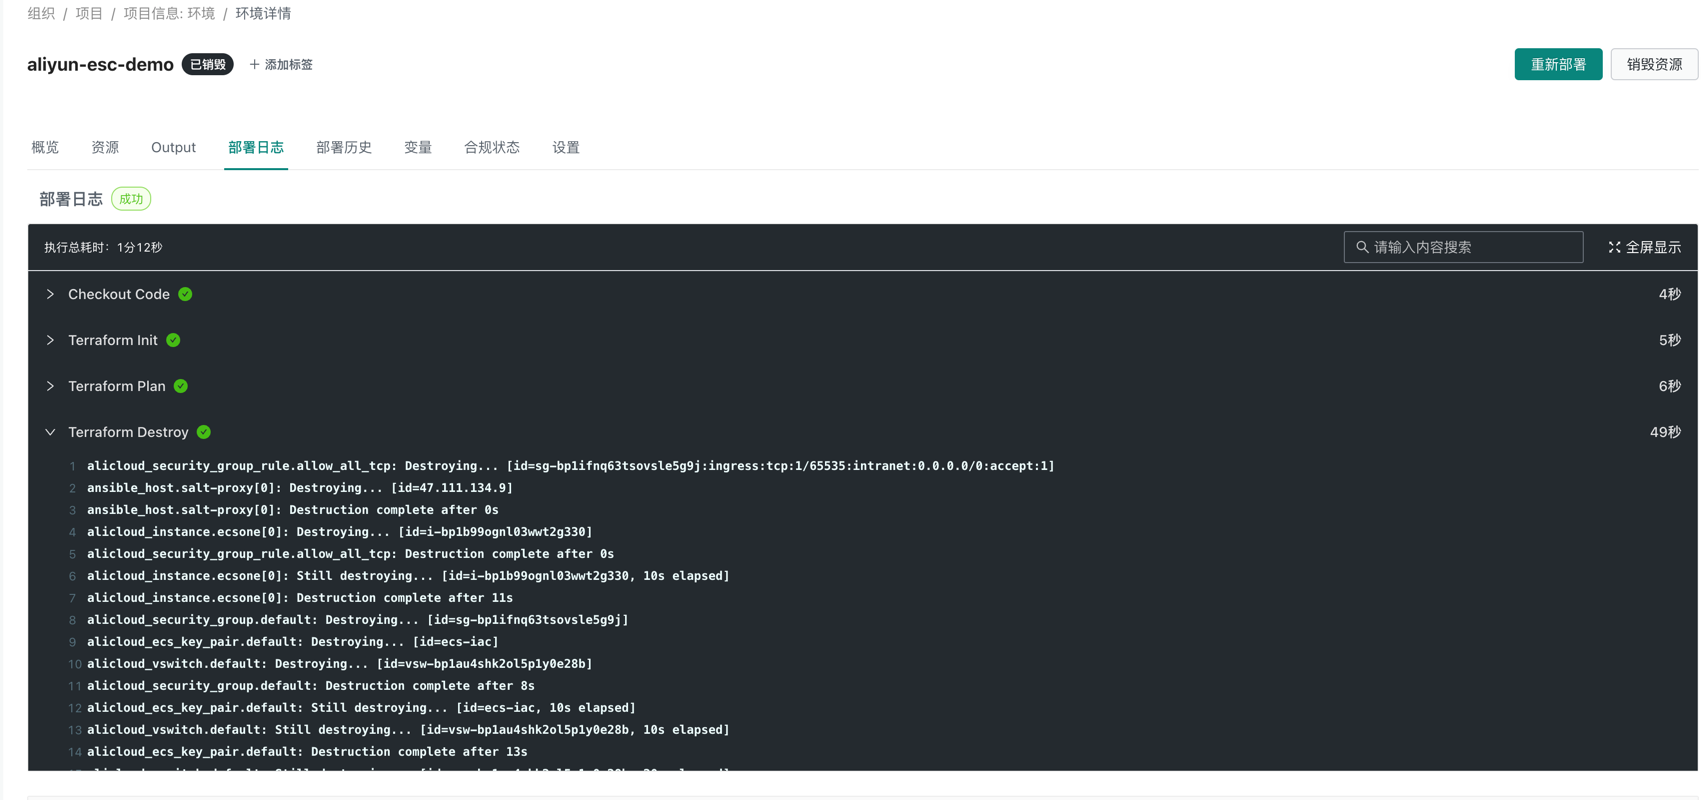 组织 / 项目 / 项目信息: 环境 / 环境详情
aliyun-esc-demo 已销毁 + 添加标签 重新部署 销毁资源
概览 资源 Output 部署日志 部署历史 变量 合规状态 设置
部署日志 成功
执行总耗时: 1分12秒 请输入内容搜索 全屏显示
Checkout Code 4秒
Terraform Init 5秒
Terraform Plan 6秒
Terraform Destroy 49秒
1 alicloud_security_group_rule.allow_all_tcp: Destroying... [id=sg-bp1ifnq63tsovsle5g9j:ingress:tcp:1/65535:intranet:0.0.0.0/0:accept:1]
2 ansible_host.salt-proxy[0]: Destroying... [id=47.111.134.9]
3 ansible_host.salt-proxy[0]: Destruction complete after 0s
4 alicloud_instance.ecsone[0]: Destroying... [id=i-bp1b99ognl03wwt2g330]
5 alicloud_security_group_rule.allow_all_tcp: Destruction complete after 0s
6 alicloud_instance.ecsone[0]: Still destroying... [id=i-bp1b99ognl03wwt2g330, 10s elapsed]
7 alicloud_instance.ecsone[0]: Destruction complete after 11s
8 alicloud_security_group.default: Destroying... [id=sg-bp1ifnq63tsovsle5g9j]
9 alicloud_ecs_key_pair.default: Destroying... [id=ecs-iac]
10 alicloud_vswitch.default: Destroying... [id=vsw-bp1au4shk2ol5p1y0e28b]
11 alicloud_security_group.default: Destruction complete after 8s
12 alicloud_ecs_key_pair.default: Still destroying... [id=ecs-iac, 10s elapsed]
13 alicloud_vswitch.default: Still destroying... [id=vsw-bp1au4shk2ol5p1y0e28b, 10s elapsed]
14 alicloud_ecs_key_pair.default: Destruction complete after 13s